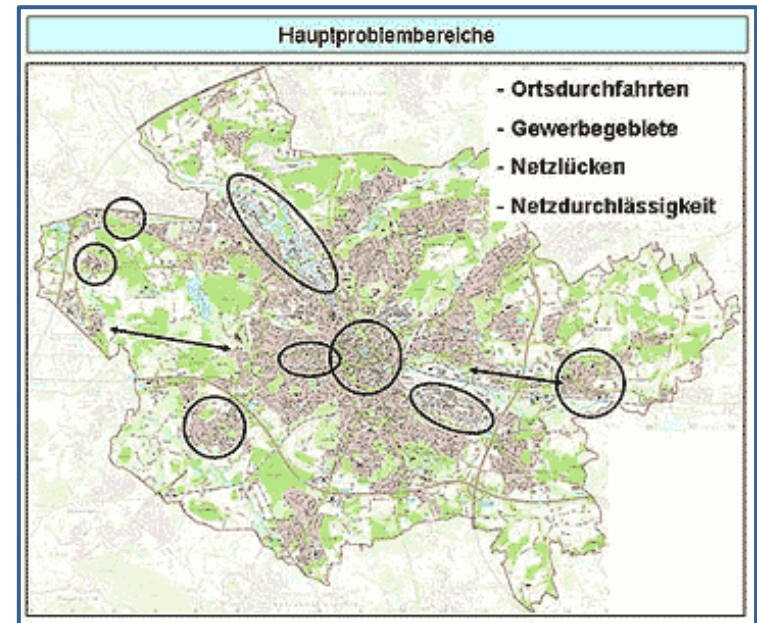 Hauptproblembereiche
- Ortsdurchfahrten
- Gewerbegebiete
- Netzlücken
- Netzdurchlässigkeit